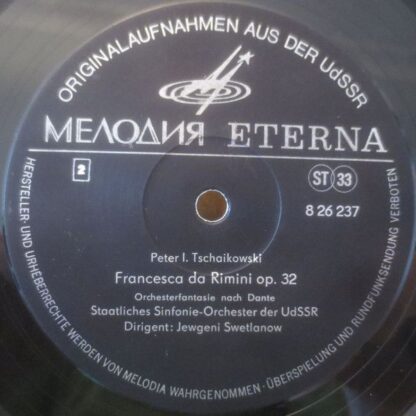 ORIGINALAUFNAHMEN AUS DER UdSSR
МЕЛОДИЯ ETERNA
2
ST 33
8 26 237
Peter I. Tschaikowski
Francesca da Rimini op. 32
Orchesterfantasie nach Dante
Staatliches Sinfonie-Orchester der UdSSR
Dirigent: Jewgeni Swetlanow
HERSTELLER- UND URHEBERRECHTE WERDEN VON MELODIA WAHRGENOMMEN · ÜBERSPIELUNG UND RUNDFUNKSENDUNG VERBOTEN